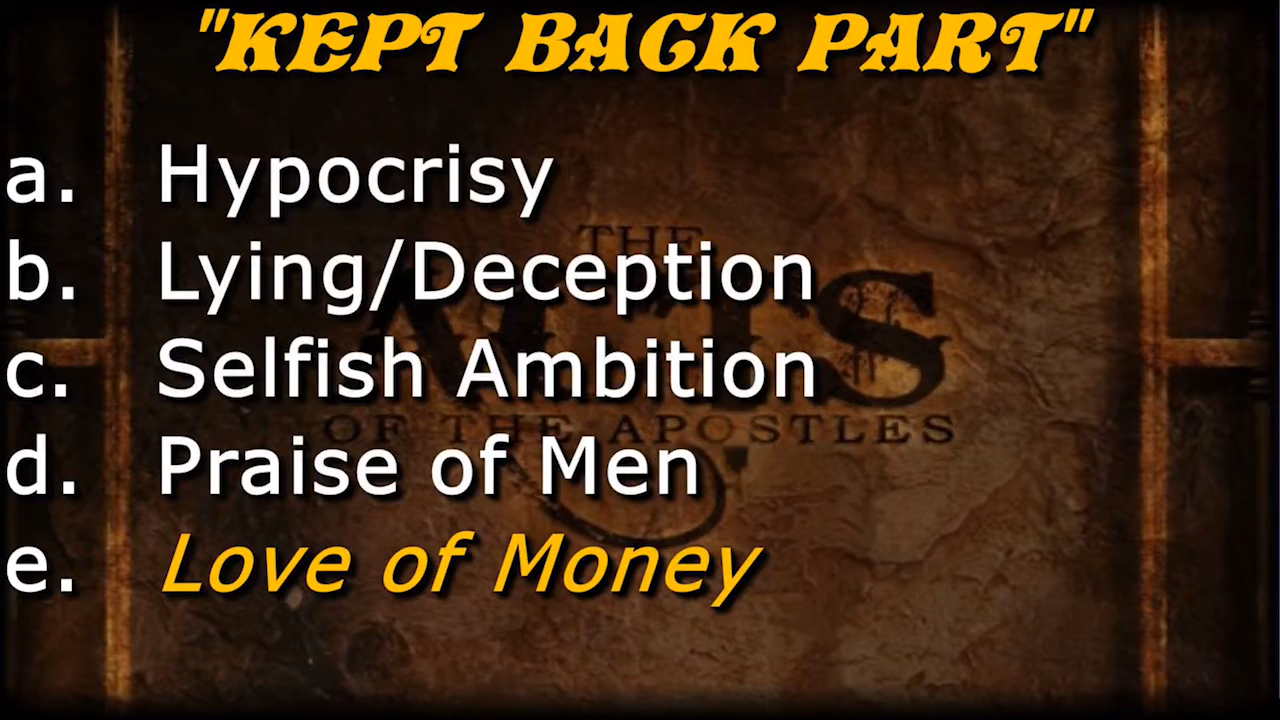 "KEPT BACK PART"
a. Hypocrisy
b. Lying/Deception
c. Selfish Ambition
d. Praise of Men
e. Love of Money
THE
ACTS
OF THE APOSTLES